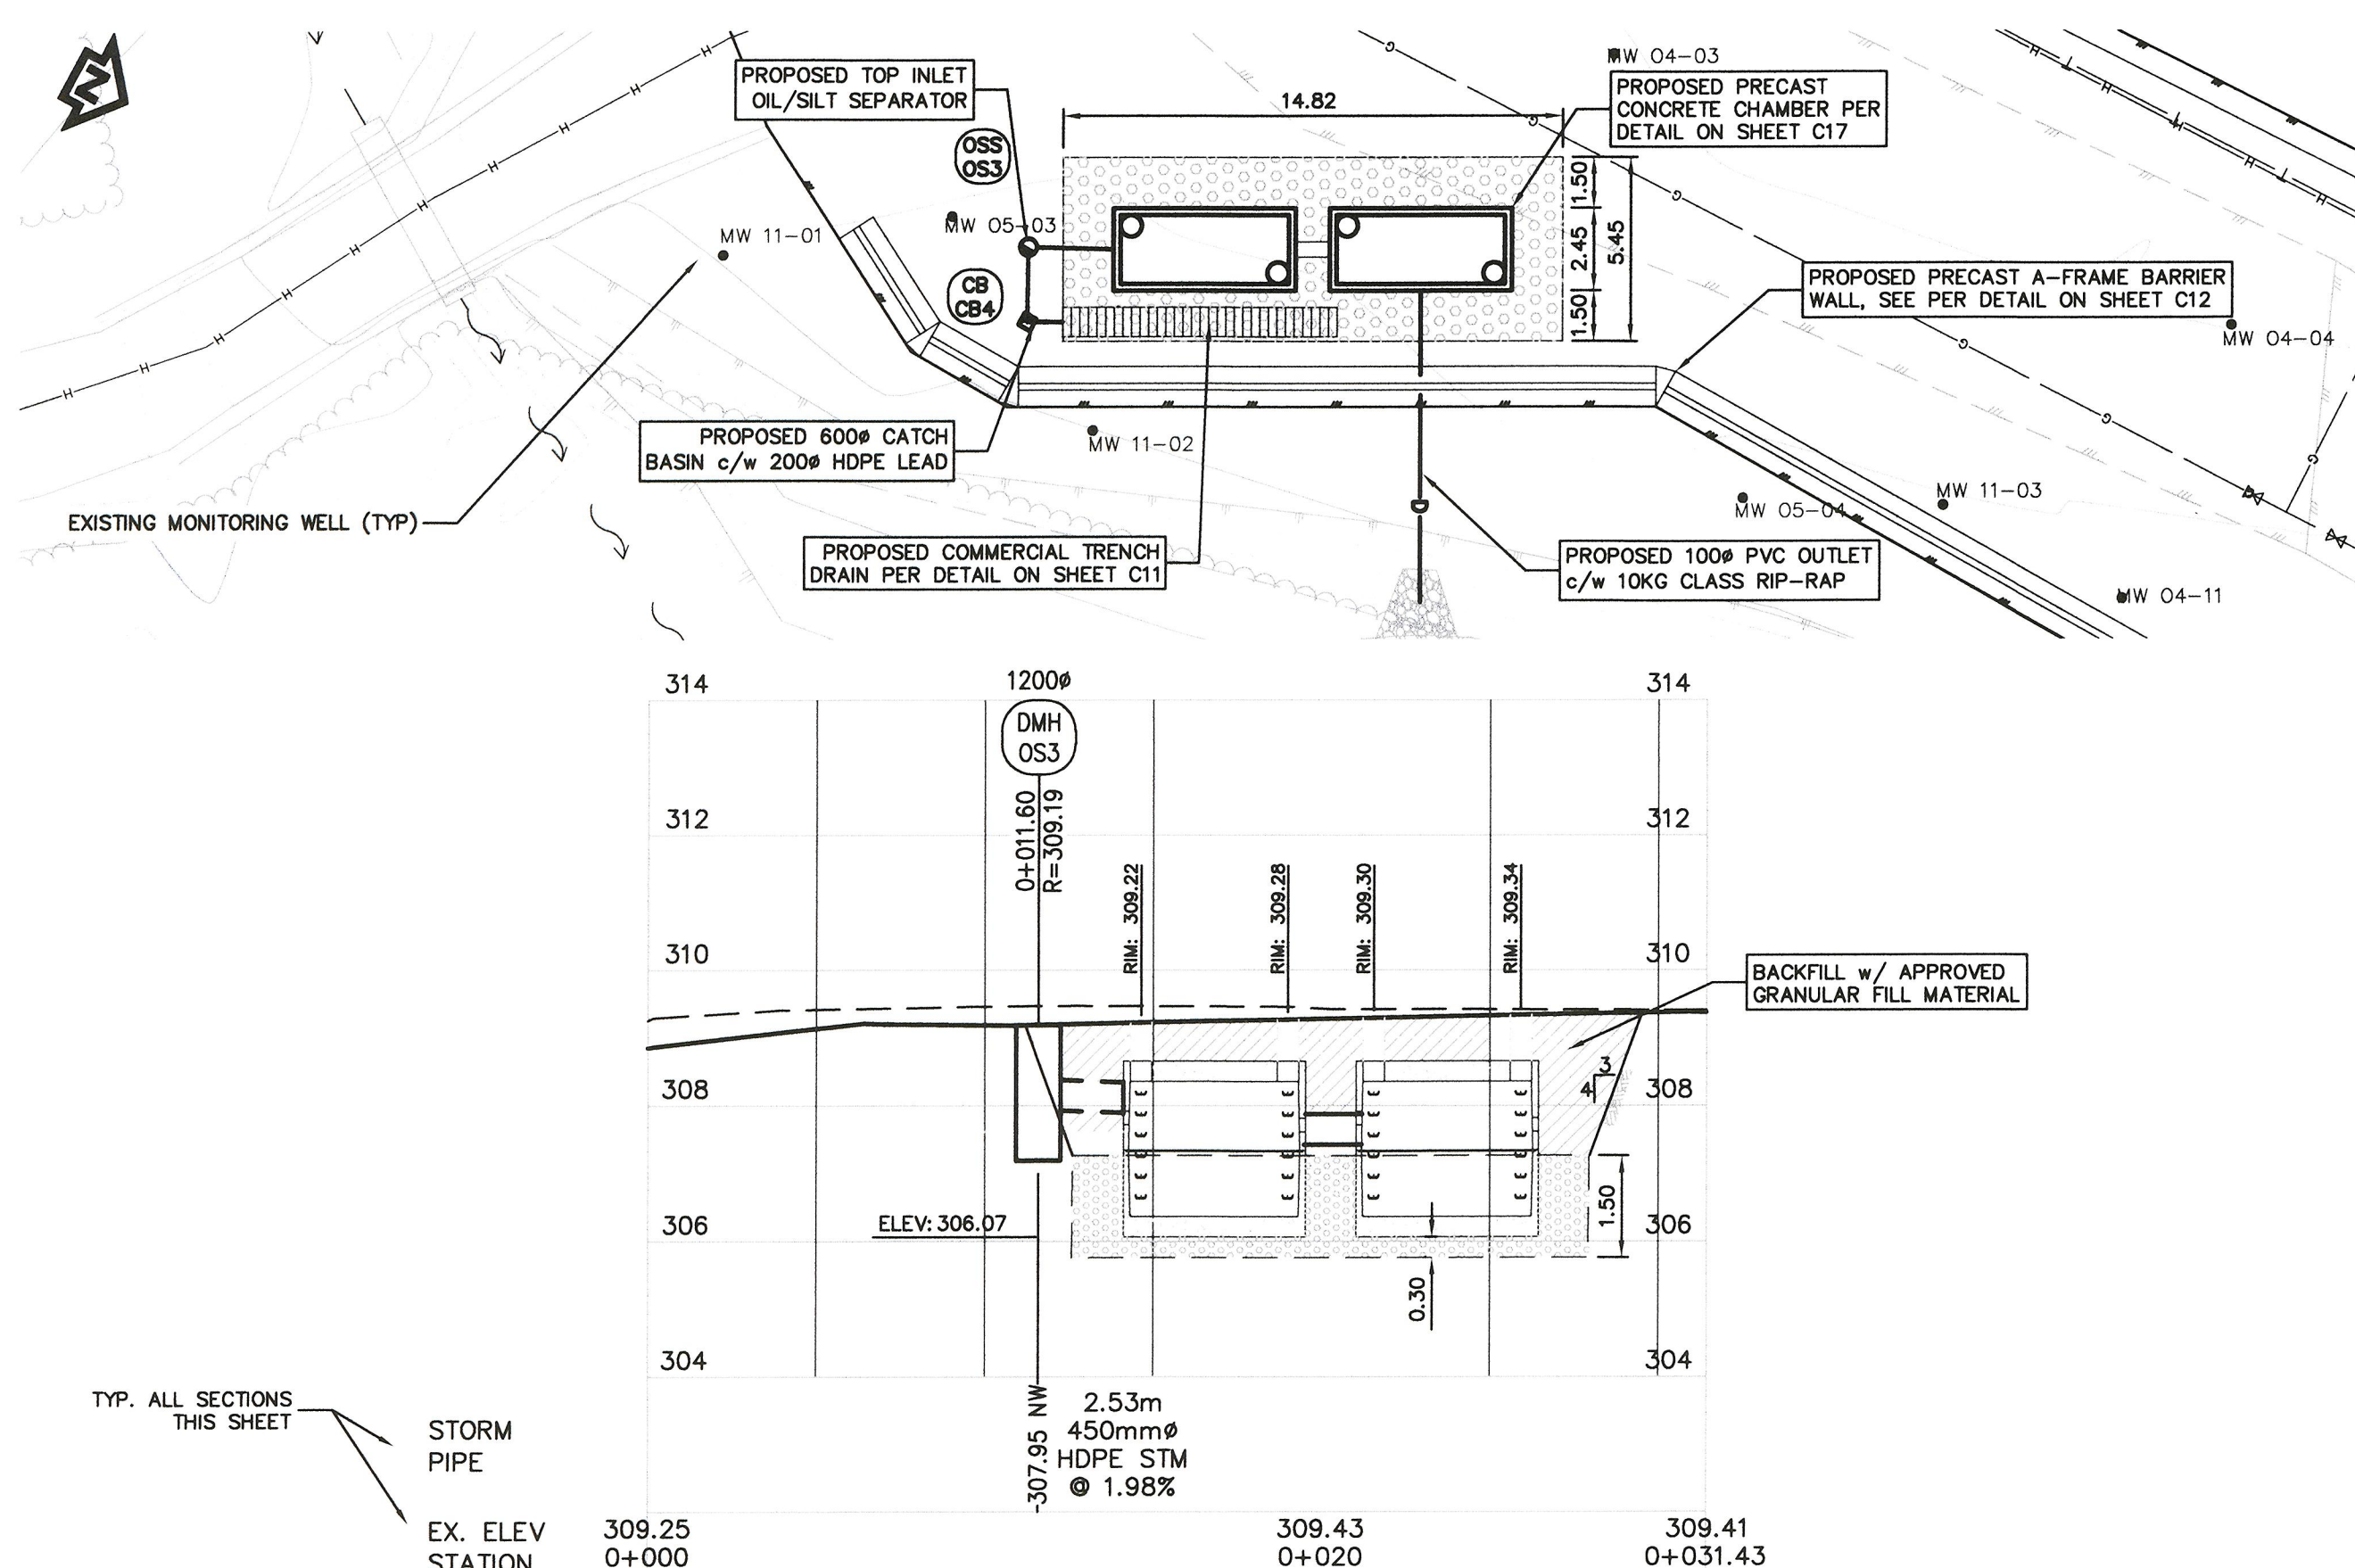 N
PROPOSED TOP INLET
OIL/SILT SEPARATOR
MW 04-03
PROPOSED PRECAST
CONCRETE CHAMBER PER
DETAIL ON SHEET C17
14.82
OSS
OS3
MW 05-03
MW 11-01
1.50
2.45
1.50
5.45
CB
CB4
PROPOSED PRECAST A-FRAME BARRIER
WALL, SEE PER DETAIL ON SHEET C12
MW 04-04
PROPOSED 600ø CATCH
BASIN c/w 200ø HDPE LEAD
MW 11-02
EXISTING MONITORING WELL (TYP)
MW 05-04
MW 11-03
D
PROPOSED COMMERCIAL TRENCH
DRAIN PER DETAIL ON SHEET C11
PROPOSED 100ø PVC OUTLET
c/w 10KG CLASS RIP-RAP
MW 04-11
H H H H H H H H H
G G G G G G
H T H T H
314
1200ø
314
DMH
OS3
0+011.60
R=309.19
312
312
RIM: 309.22
RIM: 309.28
RIM: 309.30
RIM: 309.34
310
310
BACKFILL w/ APPROVED
GRANULAR FILL MATERIAL
308
3
4
308
1.50
ELEV: 306.07
306
306
0.30
304
304
TYP. ALL SECTIONS
THIS SHEET
STORM
PIPE
307.95 NW
2.53m
450mmø
HDPE STM
@ 1.98%
EX. ELEV
309.25
309.43
309.41
STATION
0+000
0+020
0+031.43